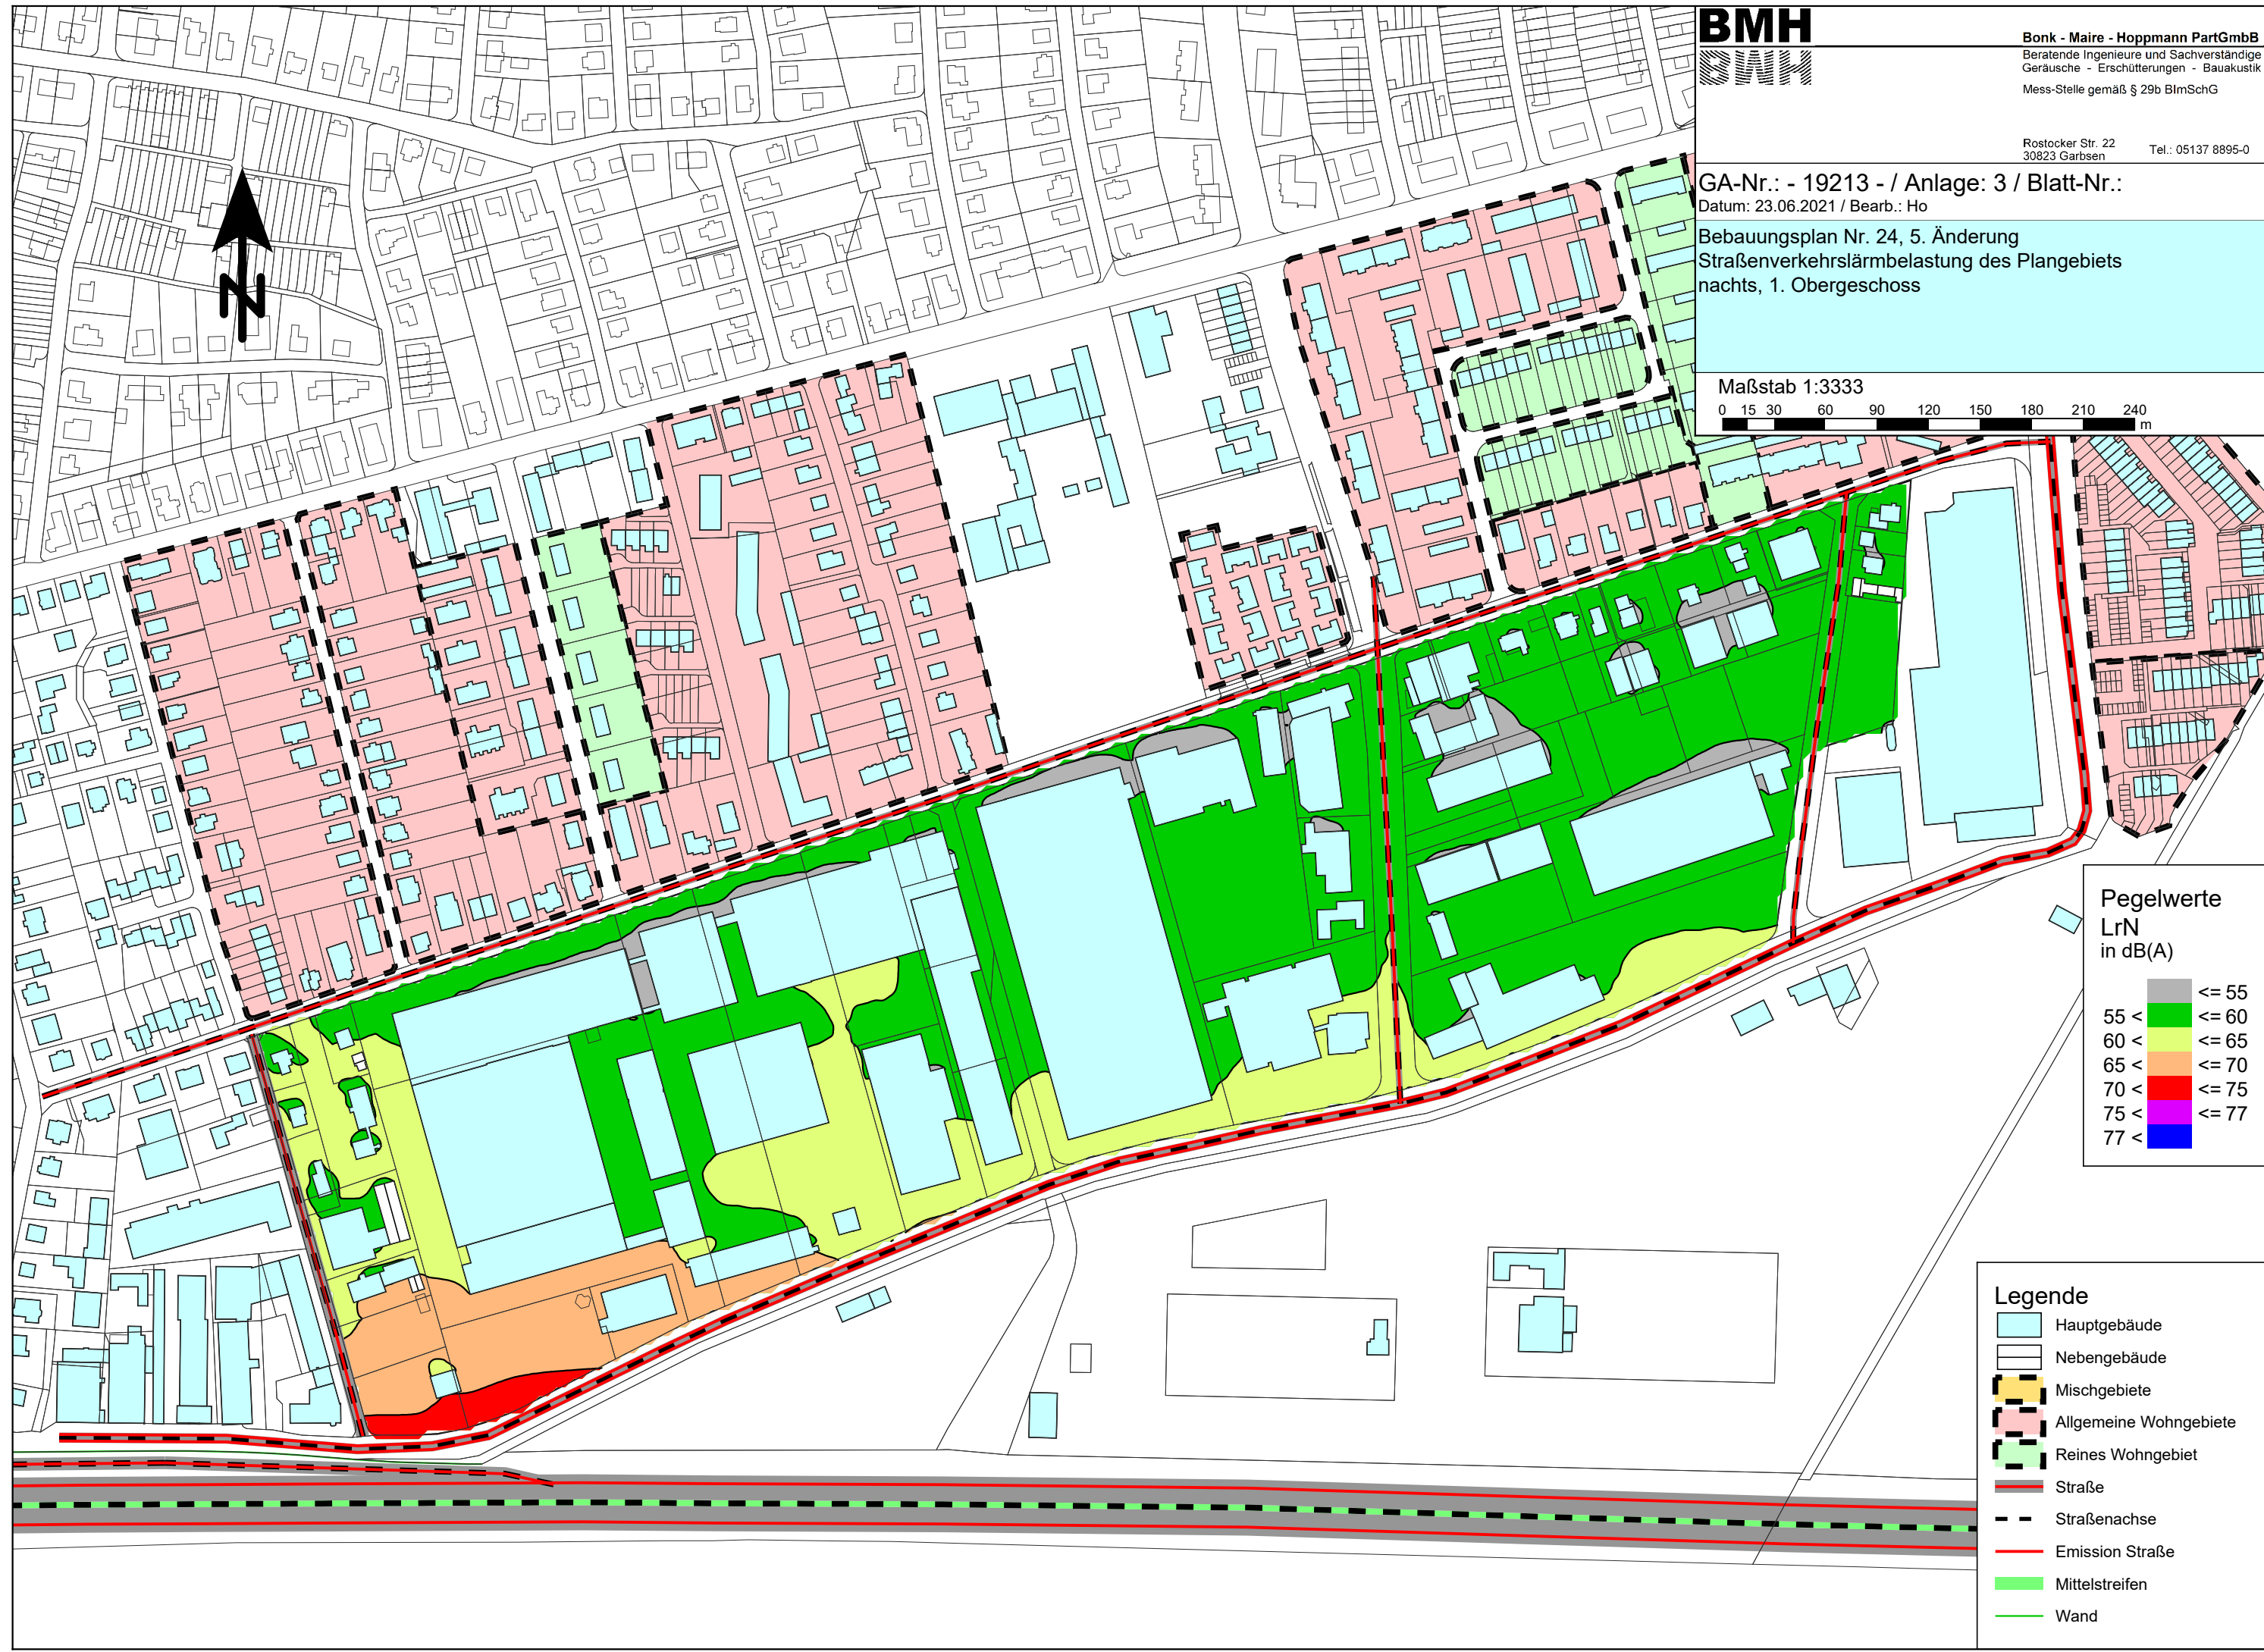 BMH
Bonk - Maire - Hoppmann PartGmbB
Beratende Ingenieure und Sachverständige
Geräusche - Erschütterungen - Bauakustik
Mess-Stelle gemäß § 29b BImSchG
Rostocker Str. 22
30823 Garbsen
Tel.: 05137 8895-0
GA-Nr.: - 19213 - / Anlage: 3 / Blatt-Nr.:
Datum: 23.06.2021 / Bearb.: Ho
Bebauungsplan Nr. 24, 5. Änderung
Straßenverkehrslärmbelastung des Plangebiets
nachts, 1. Obergeschoss
Maßstab 1:3333
0 15 30 60 90 120 150 180 210 240
m
N
Pegelwerte
LrN
in dB(A)
<= 55
55 < <= 60
60 < <= 65
65 < <= 70
70 < <= 75
75 < <= 77
77 <
Legende
Hauptgebäude
Nebengebäude
Mischgebiete
Allgemeine Wohngebiete
Reines Wohngebiet
Straße
Straßenachse
Emission Straße
Mittelstreifen
Wand